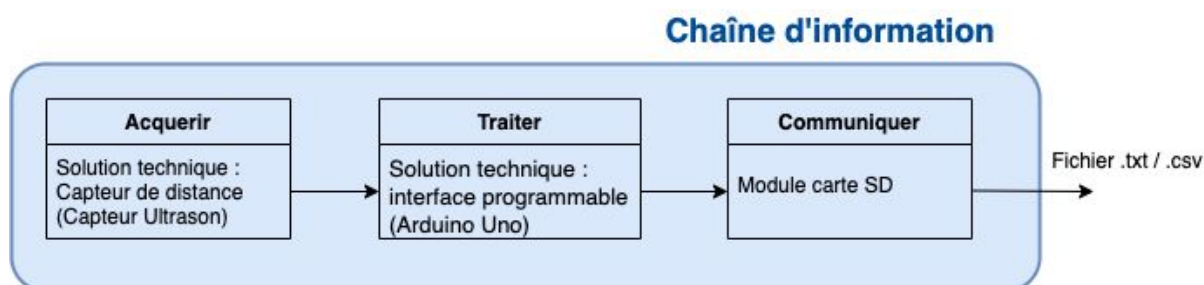 Chaîne d'information
Acquerir
Solution technique :
Capteur de distance
(Capteur Ultrason)
Traiter
Solution technique :
interface programmable
(Arduino Uno)
Communiquer
Module carte SD
Fichier .txt / .csv